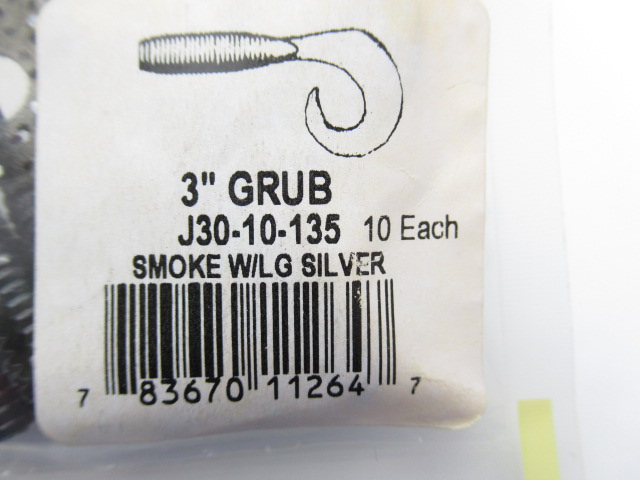 3" GRUB
J30-10-135 10 Each
SMOKE W/LG SILVER
7 83670 11264 7